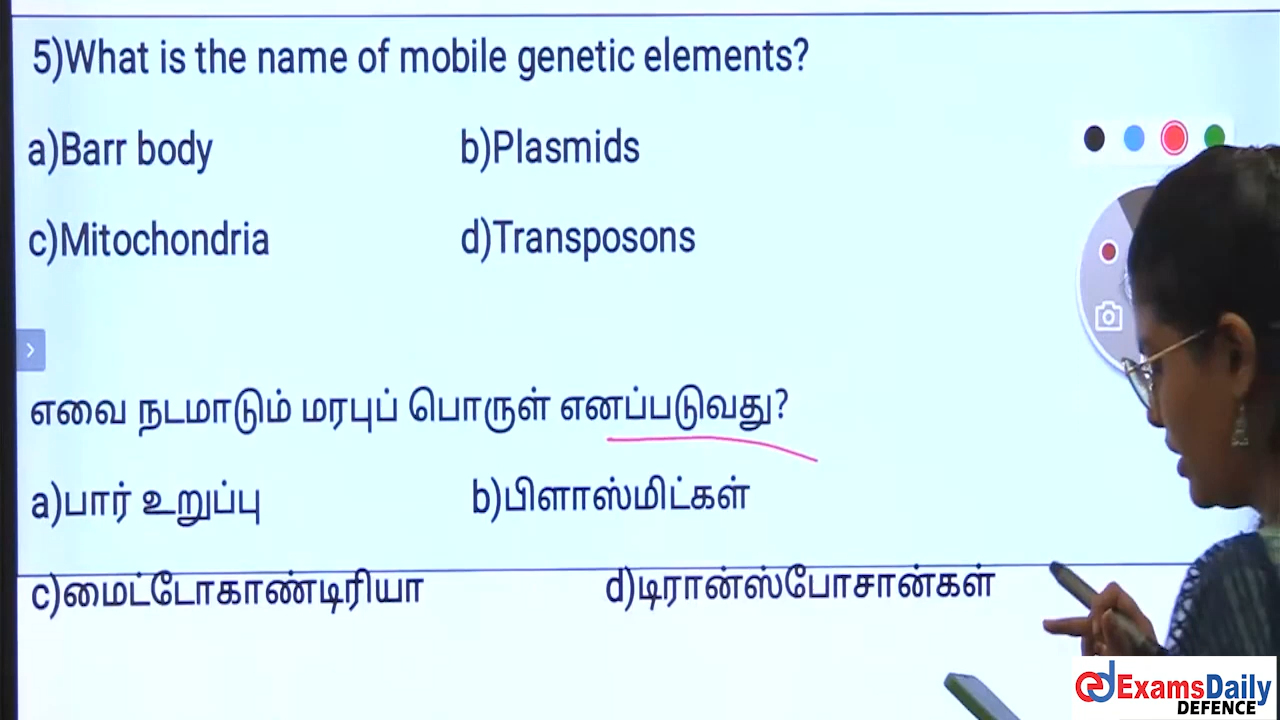 5)What is the name of mobile genetic elements?
a)Barr body b)Plasmids
c)Mitochondria d)Transposons
எவை நடமாடும் மரபுப் பொருள் எனப்படுவது?
a)பார் உறுப்பு b)பிளாஸ்மிட்கள்
c)மைட்டோகாண்டிரியா d)டிரான்ஸ்போசான்கள்
ExamsDaily
DEFENCE